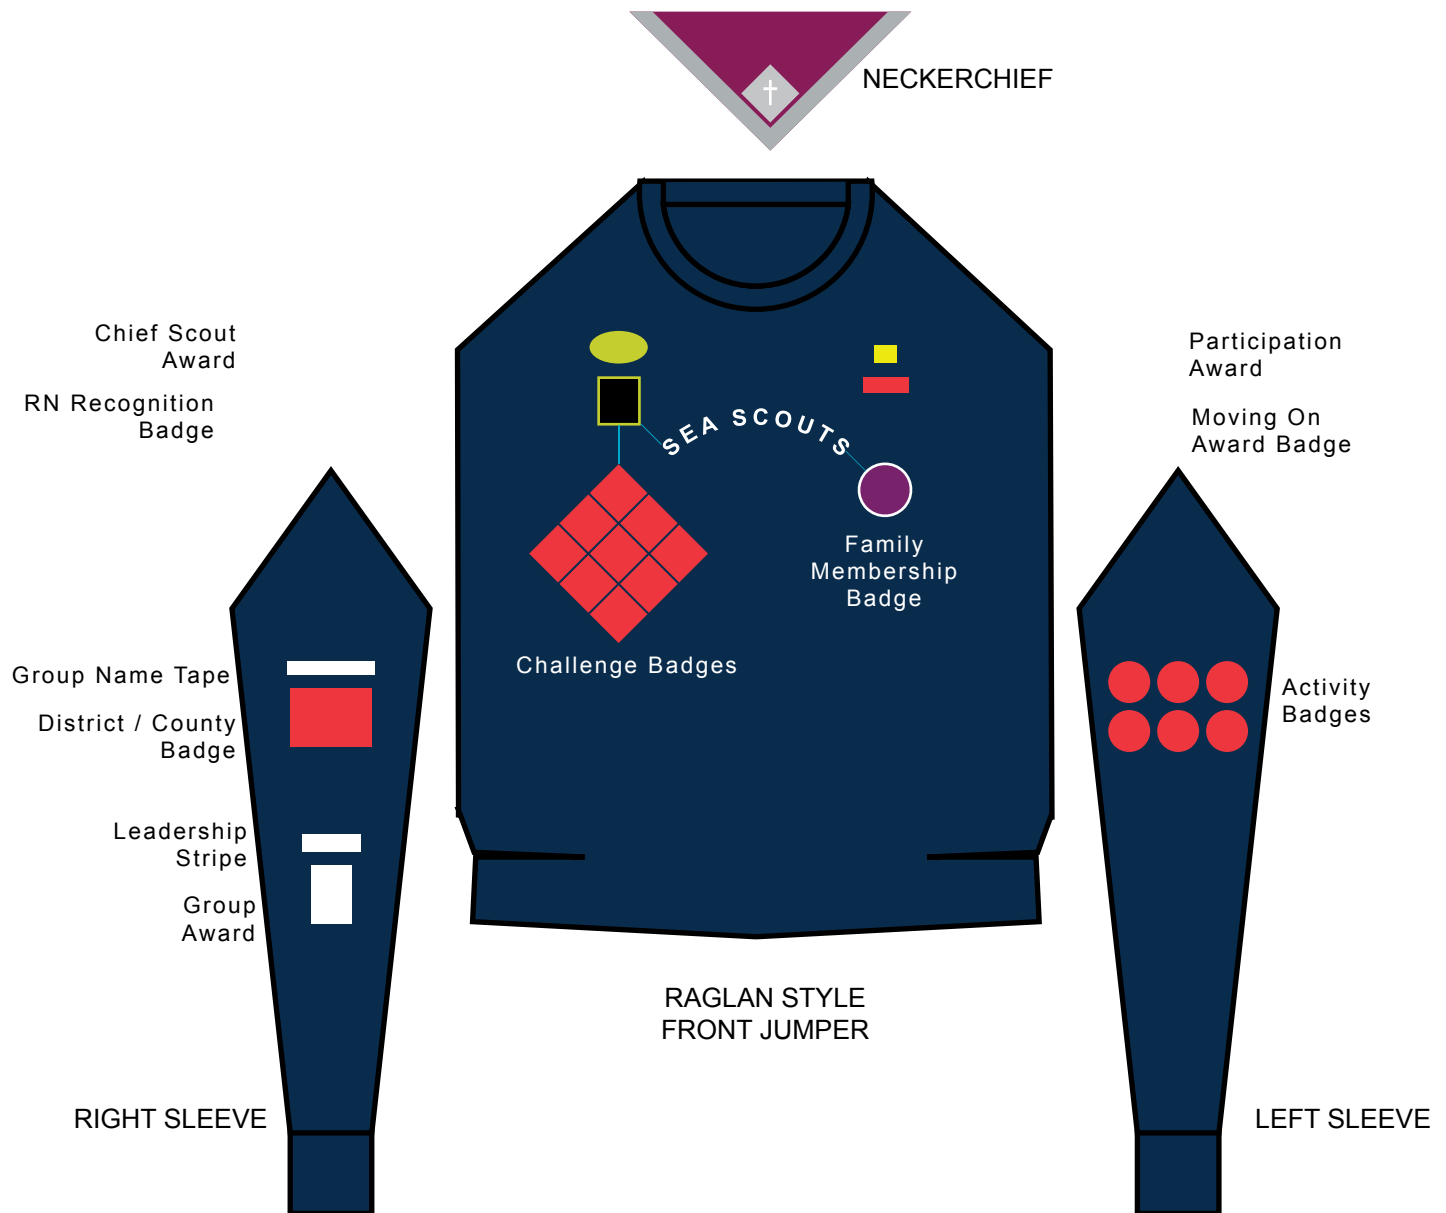 NECKERCHIEF
Chief Scout
Award
RN Recognition
Badge
Participation
Award
Moving On
Award Badge
SEA SCOUTS
Family
Membership
Badge
Challenge Badges
Group Name Tape
District / County
Badge
Leadership
Stripe
Group
Award
Activity
Badges
RAGLAN STYLE
FRONT JUMPER
RIGHT SLEEVE
LEFT SLEEVE